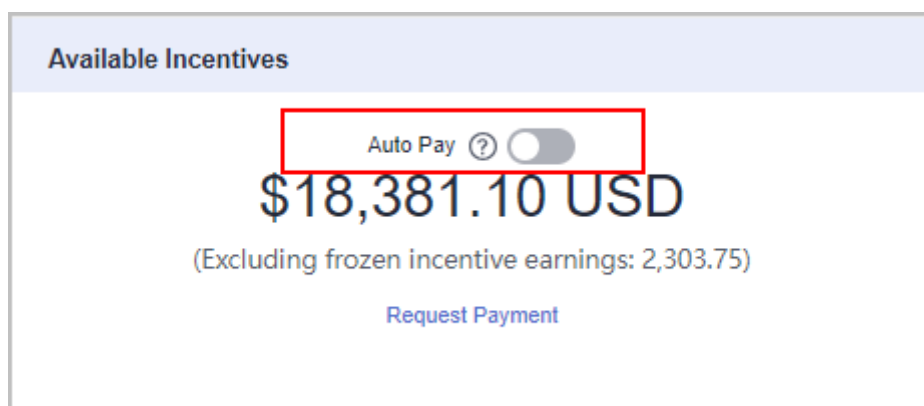 Available Incentives
Auto Pay ?
$18,381.10 USD
(Excluding frozen incentive earnings: 2,303.75)
Request Payment